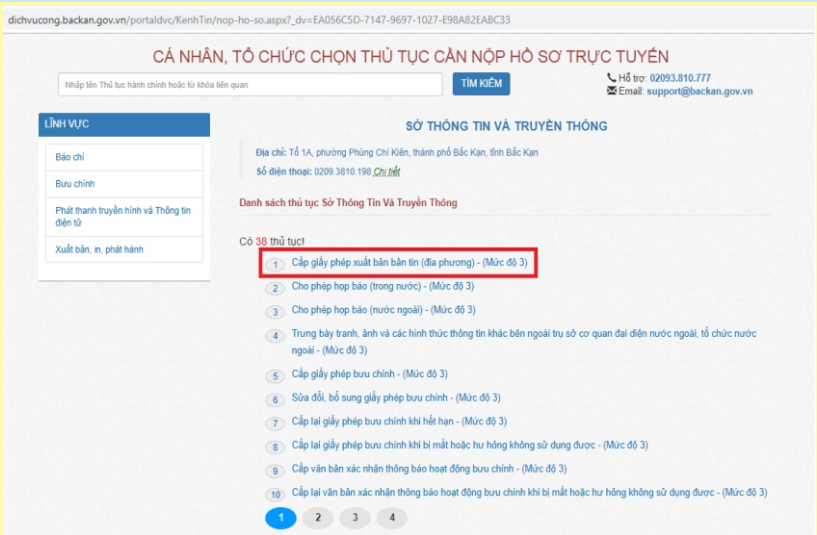 dichvucong.backan.gov.vn/portaldvc/KenhTin/nop-ho-so.aspx?_dv=EA056C5D-7147-9697-1027-E98A82EA8C33
CÁ NHÂN, TỔ CHỨC CHỌN THỦ TỤC CẦN NỘP HỒ SƠ TRỰC TUYẾN
Nhập tên Thủ tục hành chính hoặc từ khóa liên quan
TÌM KIẾM
Hỗ trợ: 02093.810.777
Email: support@backan.gov.vn
LĨNH VỰC
Báo chí
Bưu chính
Phát thanh truyền hình và Thông tin
điện tử
Xuất bản, in, phát hành
SỞ THÔNG TIN VÀ TRUYỀN THÔNG
Địa chỉ: Tổ 1A, phường Phùng Chí Kiên, thành phố Bắc Kạn, tỉnh Bắc Kạn
Số điện thoại: 0209.3810.198 Chi tiết
Danh sách thủ tục Sở Thông Tin Và Truyền Thông
Có 38 thủ tục!
1 Cấp giấy phép xuất bản bản tin (địa phương) - (Mức độ 3)
2 Cho phép họp báo (trong nước) - (Mức độ 3)
3 Cho phép họp báo (nước ngoài) - (Mức độ 3)
4 Trưng bày tranh, ảnh và các hình thức thông tin khác bên ngoài trụ sở cơ quan đại diện nước ngoài, tổ chức nước
ngoài - (Mức độ 3)
5 Cấp giấy phép bưu chính - (Mức độ 3)
6 Sửa đổi, bổ sung giấy phép bưu chính - (Mức độ 3)
7 Cấp lại giấy phép bưu chính khi hết hạn - (Mức độ 3)
8 Cấp lại giấy phép bưu chính khi bị mất hoặc hư hỏng không sử dụng được - (Mức độ 3)
9 Cấp văn bản xác nhận thông báo hoạt động bưu chính - (Mức độ 3)
10 Cấp lại văn bản xác nhận thông báo hoạt động bưu chính khi bị mất hoặc hư hỏng không sử dụng được - (Mức độ 3)
1 2 3 4